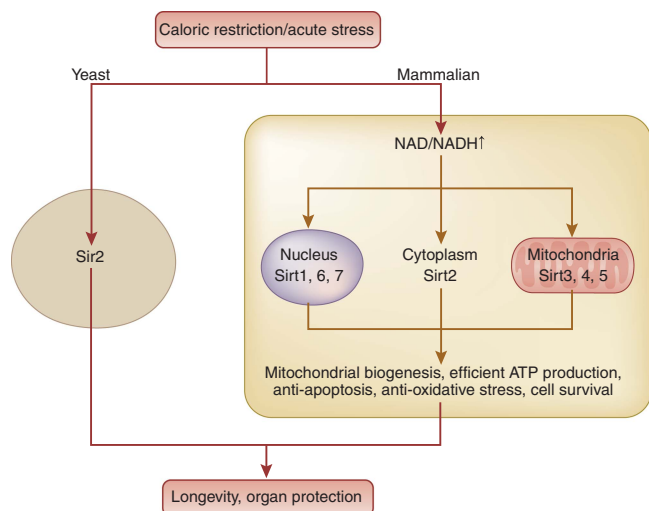 Caloric restriction/acute stress
Yeast
Mammalian
NAD/NADH↑
Sir2
Nucleus
Sirt1, 6, 7
Cytoplasm
Sirt2
Mitochondria
Sirt3, 4, 5
Mitochondrial biogenesis, efficient ATP production,
anti-apoptosis, anti-oxidative stress, cell survival
Longevity, organ protection